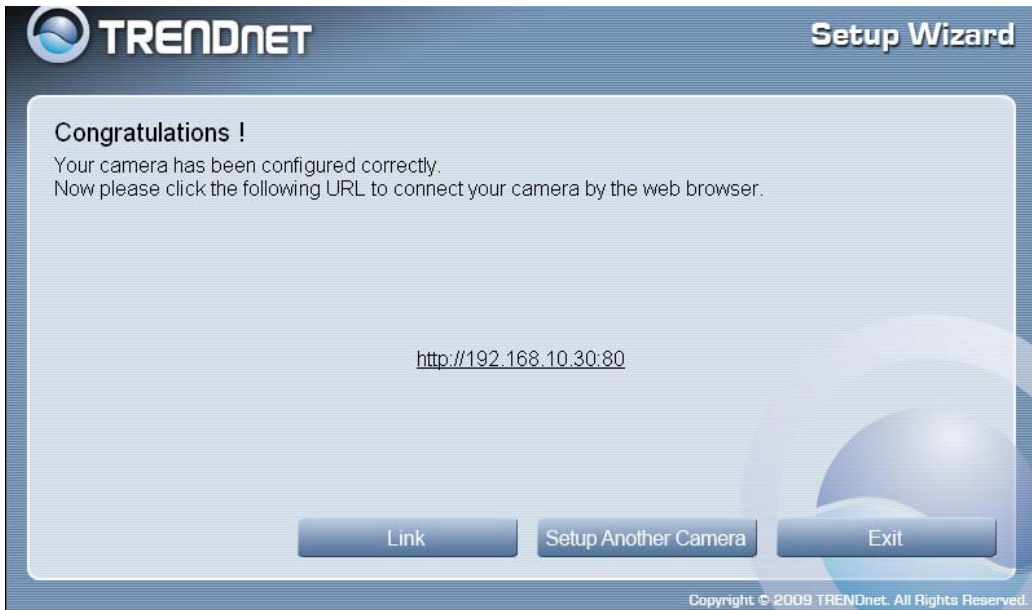 TRENDNET
Setup Wizard
Congratulations !
Your camera has been configured correctly.
Now please click the following URL to connect your camera by the web browser.
http://192.168.10.30:80
Link
Setup Another Camera
Exit
Copyright © 2009 TRENDnet. All Rights Reserved.